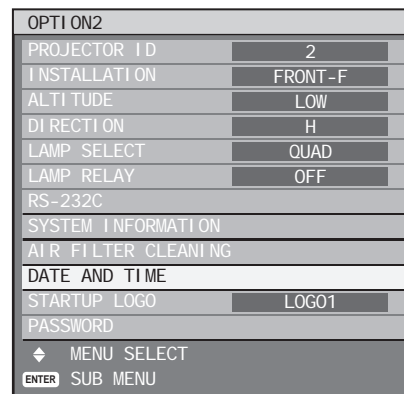 OPTION2
PROJECTOR ID 2
INSTALLATION FRONT-F
ALTITUDE LOW
DIRECTION H
LAMP SELECT QUAD
LAMP RELAY OFF
RS-232C
SYSTEM INFORMATION
AIR FILTER CLEANING
DATE AND TIME
STARTUP LOGO LOGO1
PASSWORD
MENU SELECT
ENTER SUB MENU